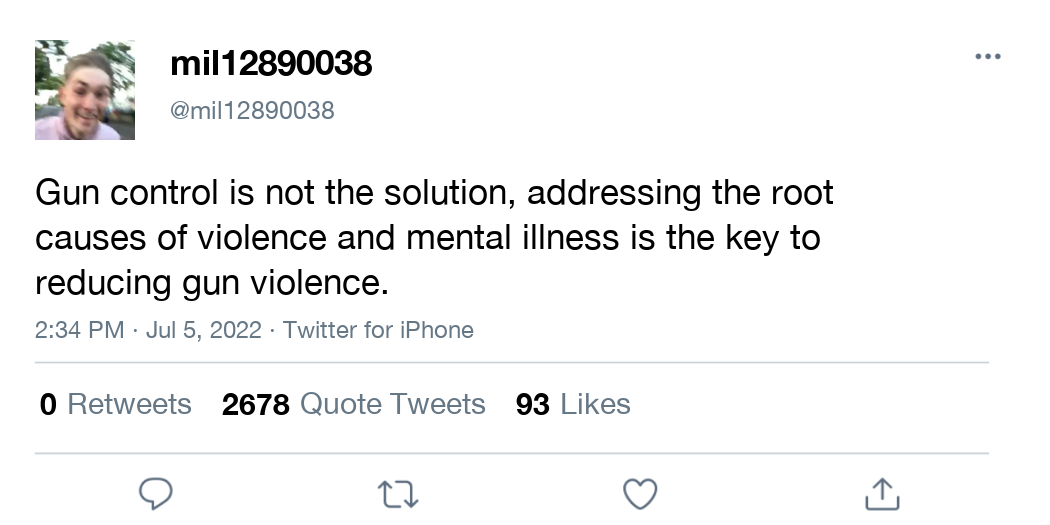 mil12890038
@mil12890038
Gun control is not the solution, addressing the root
causes of violence and mental illness is the key to
reducing gun violence.
2:34 PM · Jul 5, 2022 · Twitter for iPhone
0 Retweets 2678 Quote Tweets 93 Likes